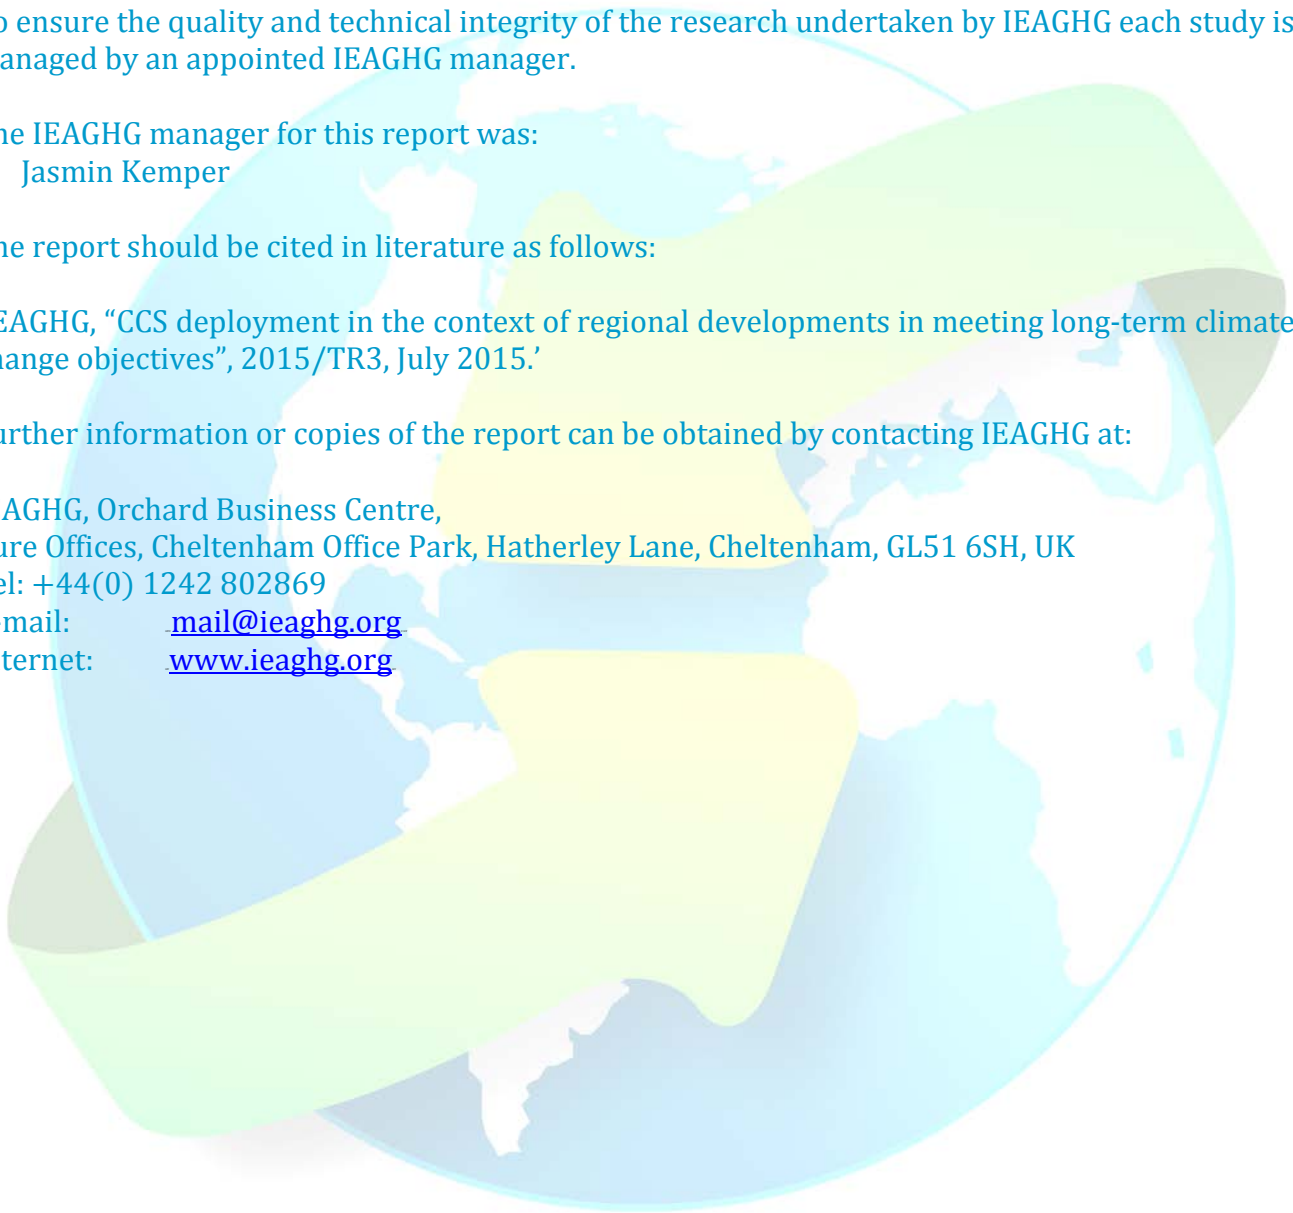 o ensure the quality and technical integrity of the research undertaken by IEAGHG each study is
anaged by an appointed IEAGHG manager.
he IEAGHG manager for this report was:
Jasmin Kemper
he report should be cited in literature as follows:
EAGHG, “CCS deployment in the context of regional developments in meeting long-term climate
hange objectives”, 2015/TR3, July 2015.’
urther information or copies of the report can be obtained by contacting IEAGHG at:
AGHG, Orchard Business Centre,
ure Offices, Cheltenham Office Park, Hatherley Lane, Cheltenham, GL51 6SH, UK
el: +44(0) 1242 802869
-mail: mail@ieaghg.org
ternet: www.ieaghg.org